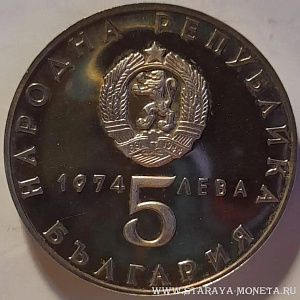 НАРОДНА РЕПУБЛИКА
1974 5 ЛЕВА
БЪЛГАРИЯ
WWW.STARAYA-MONETA.RU